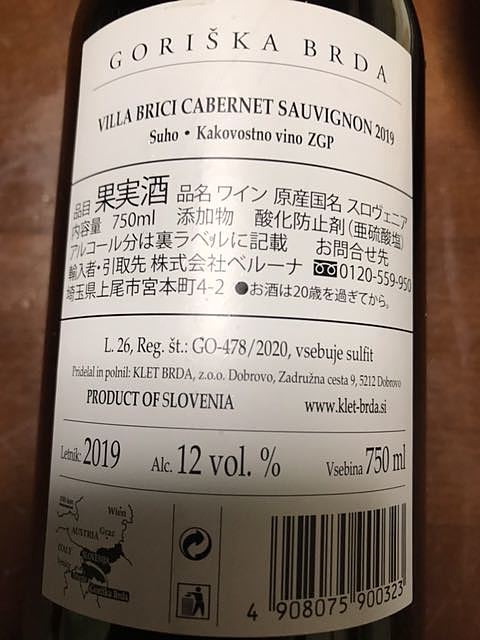 GORIŠKA BRDA
VILLA BRICI CABERNET SAUVIGNON 2019
Suho • Kakovostno vino ZGP
品目 果実酒 品名 ワイン 原産国名 スロヴェニア
内容量 750ml 添加物 酸化防止剤(亜硫酸塩)
アルコール分は裏ラベルに記載 お問合せ先
輸入者・引取先 株式会社ベルーナ 0120-559-950
埼玉県上尾市宮本町4-2 ●お酒は20歳を過ぎてから。
L. 26, Reg. št.: GO-478/2020, vsebuje sulfit
Pridelal in polnil: KLET BRDA, z.o.o. Dobrovo, Zadružna cesta 9, 5212 Dobrovo
PRODUCT OF SLOVENIA www.klet-brda.si
Letnik: 2019 Alc. 12 vol. % Vsebina 750 ml
Wien
AUSTRIA Graz
ITALY
SLOVENIA
Goriška Brda
4 908075 900323